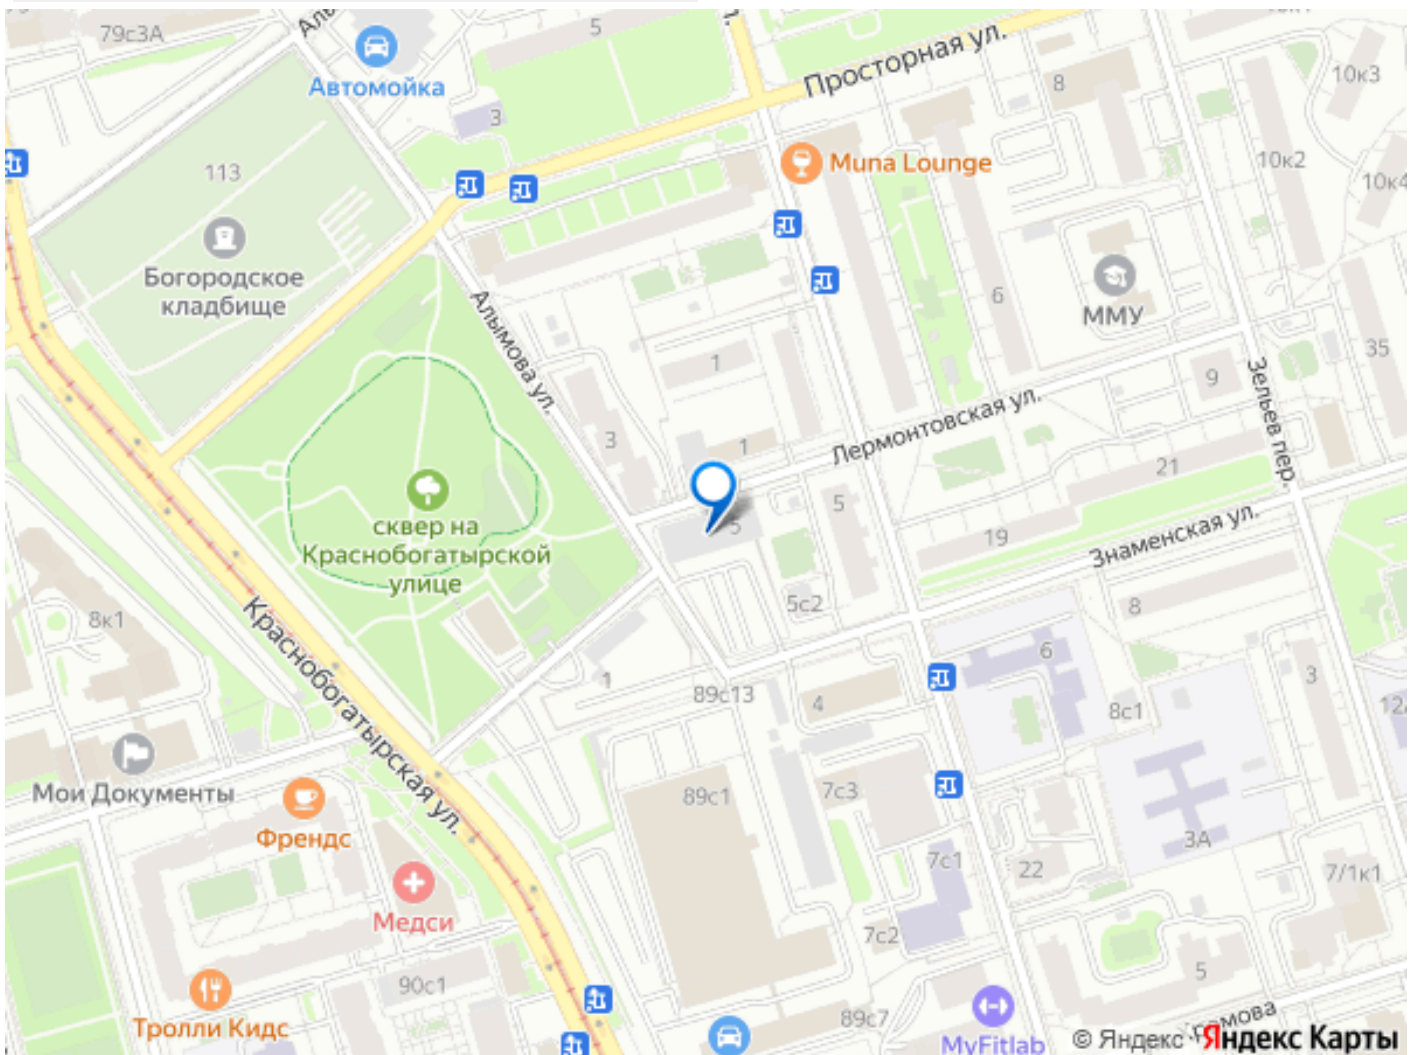 79с3А
5
10к3
Автомойка
Просторная ул.
8
3
113
Muna Lounge
10к2
10к4
Богородское
кладбище
Алымова ул.
6
ММУ
35
1
9
Зельев пер.
3
1
Лермонтовская ул.
21
5
5
19
Знаменская ул.
сквер на
Краснобогатырской
улице
8к1
5с2
8
Краснобогатырская ул.
1
6
3
89с13
4
8с1
Мои Документы
89с1
7с3
Френдс
3А
7с1
22
7/1к1
Медси
7с2
5
90с1
Тролли Кидс
89с7
MyFitlab
© Яндекс
Яндекс Карты